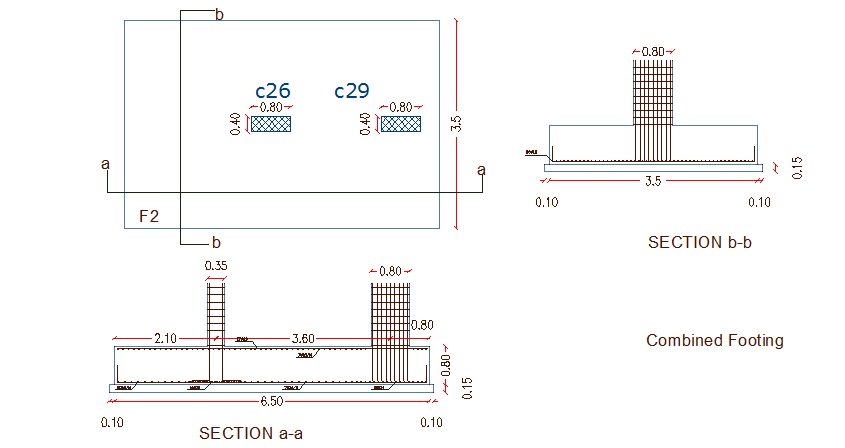 b
c26 c29
0.80 0.80
0.40 0.40
3.5
a a
F2
b
0.80
0.15
3.5
0.10 0.10
SECTION b-b
0.35 0.80
2.10 3.60 0.80
0.80
0.15
6.50
0.10 0.10
SECTION a-a
Combined Footing